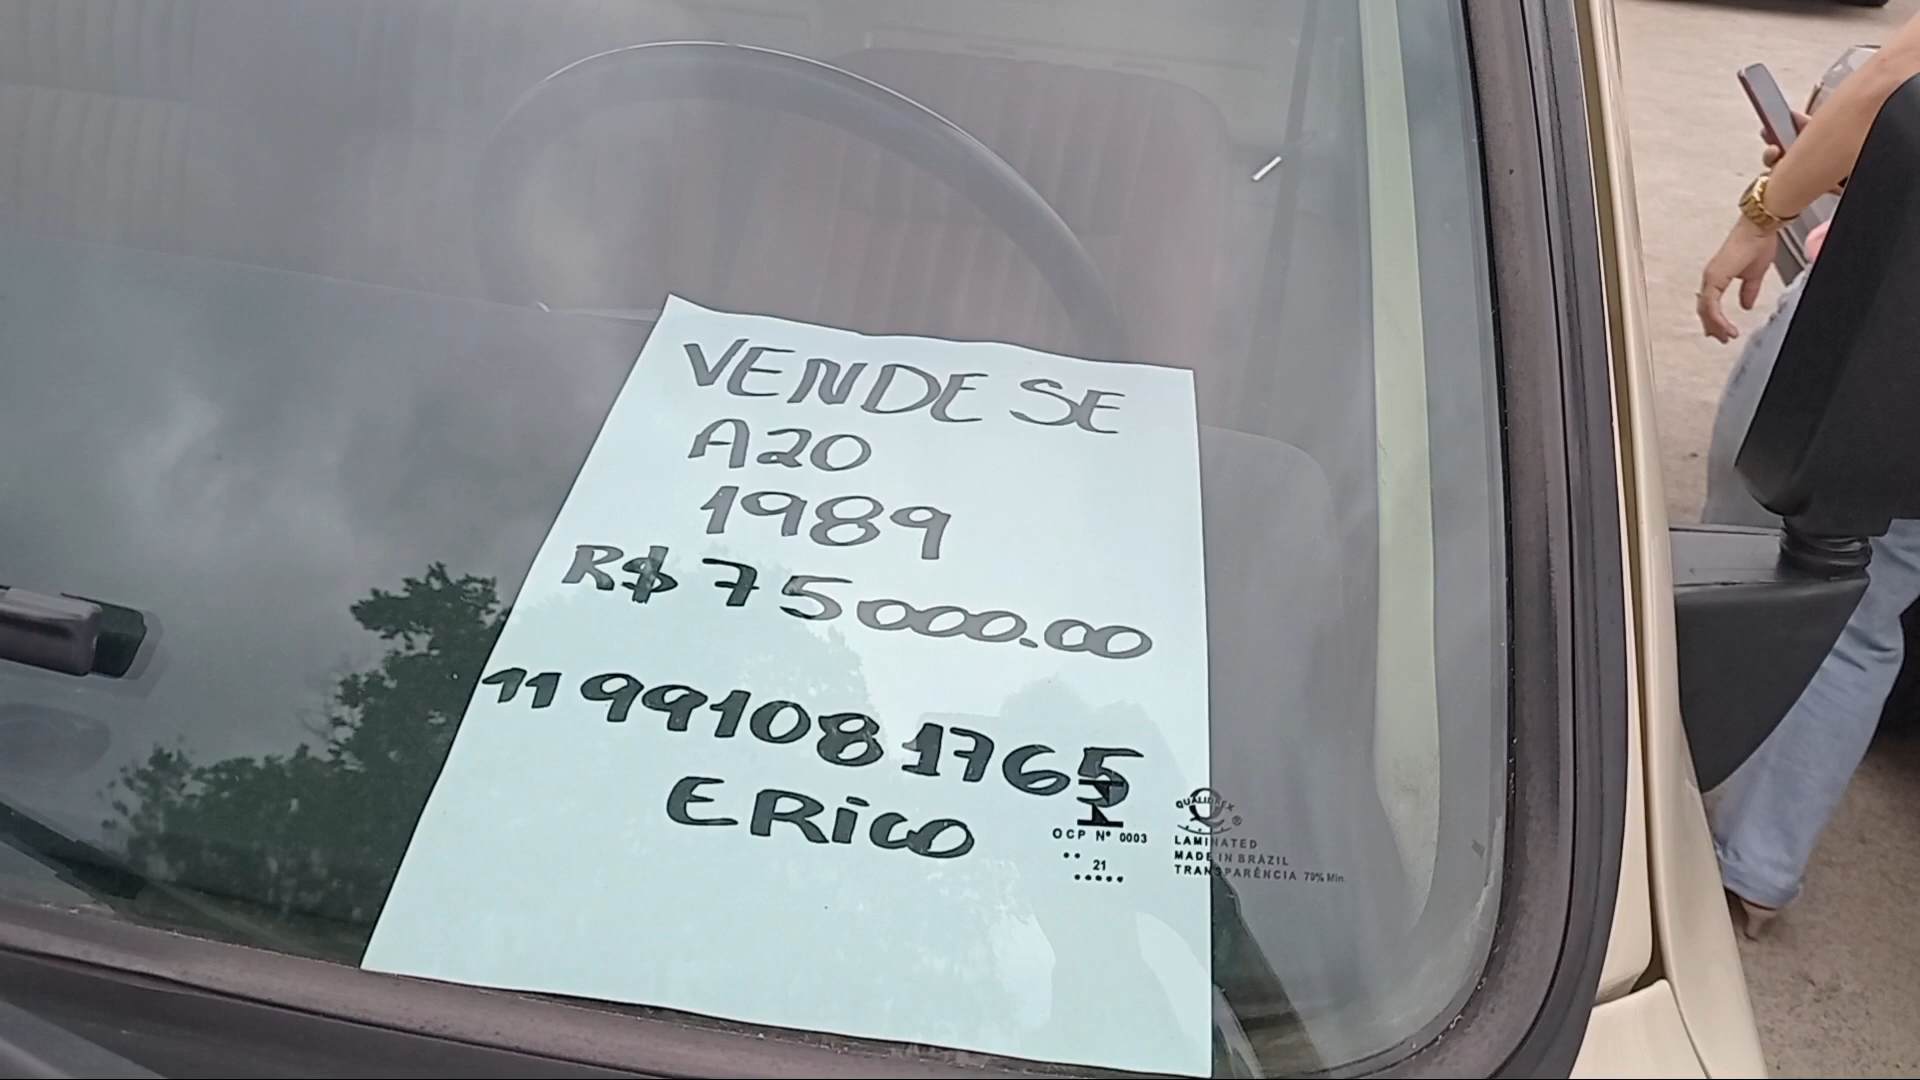 VENDE SE
A20
1989
R$ 75000.00
11 991081765
ERico
OCP Nº 0003
21
QUALIDREX ®
LAMINATED
MADE IN BRAZIL
TRANSPARÊNCIA 70% Min.